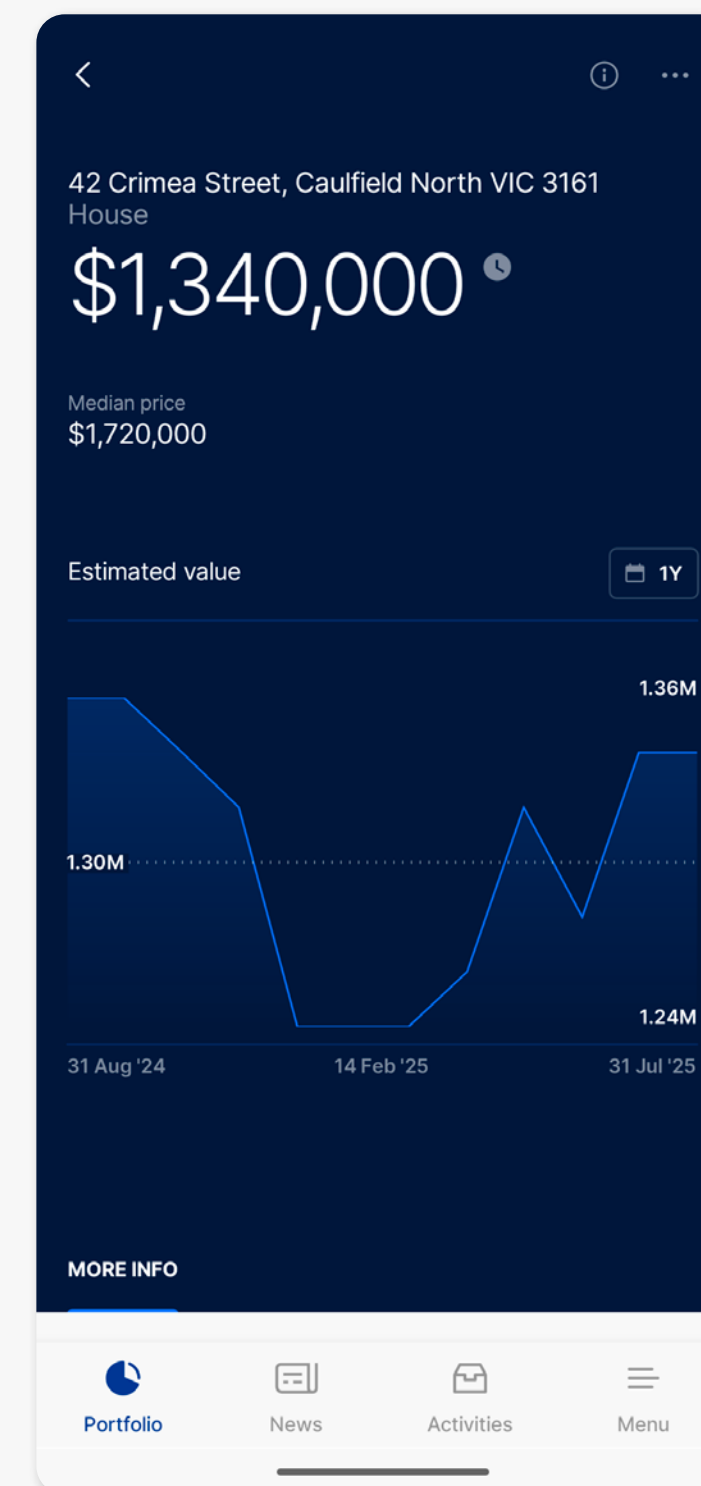 42 Crimea Street, Caulfield North VIC 3161
House
$1,340,000
Median price
$1,720,000
Estimated value
1Y
1.36M
1.30M
1.24M
31 Aug '24
14 Feb '25
31 Jul '25
MORE INFO
Portfolio
News
Activities
Menu